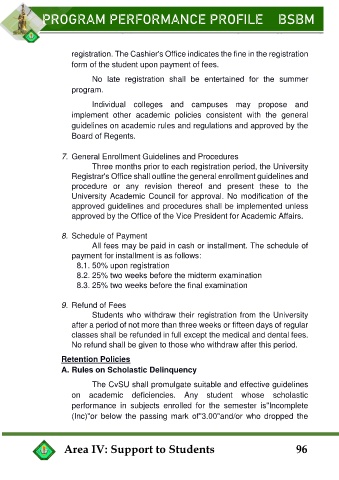 PROGRAM PERFORMANCE PROFILE BSBM
registration. The Cashier's Office indicates the fine in the registration
form of the student upon payment of fees.
No late registration shall be entertained for the summer
program.
Individual colleges and campuses may propose and
implement other academic policies consistent with the general
guidelines on academic rules and regulations and approved by the
Board of Regents.
7. General Enrollment Guidelines and Procedures
Three months prior to each registration period, the University
Registrar's Office shall outline the general enrollment guidelines and
procedure or any revision thereof and present these to the
University Academic Council for approval. No modification of the
approved guidelines and procedures shall be implemented unless
approved by the Office of the Vice President for Academic Affairs.
8. Schedule of Payment
All fees may be paid in cash or installment. The schedule of
payment for installment is as follows:
8.1. 50% upon registration
8.2. 25% two weeks before the midterm examination
8.3. 25% two weeks before the final examination
9. Refund of Fees
Students who withdraw their registration from the University
after a period of not more than three weeks or fifteen days of regular
classes shall be refunded in full except the medical and dental fees.
No refund shall be given to those who withdraw after this period.
Retention Policies
A. Rules on Scholastic Delinquency
The CvSU shall promulgate suitable and effective guidelines
on academic deficiencies. Any student whose scholastic
performance in subjects enrolled for the semester is"Incomplete
(Inc)"or below the passing mark of"3.00"and/or who dropped the
Area IV: Support to Students 96